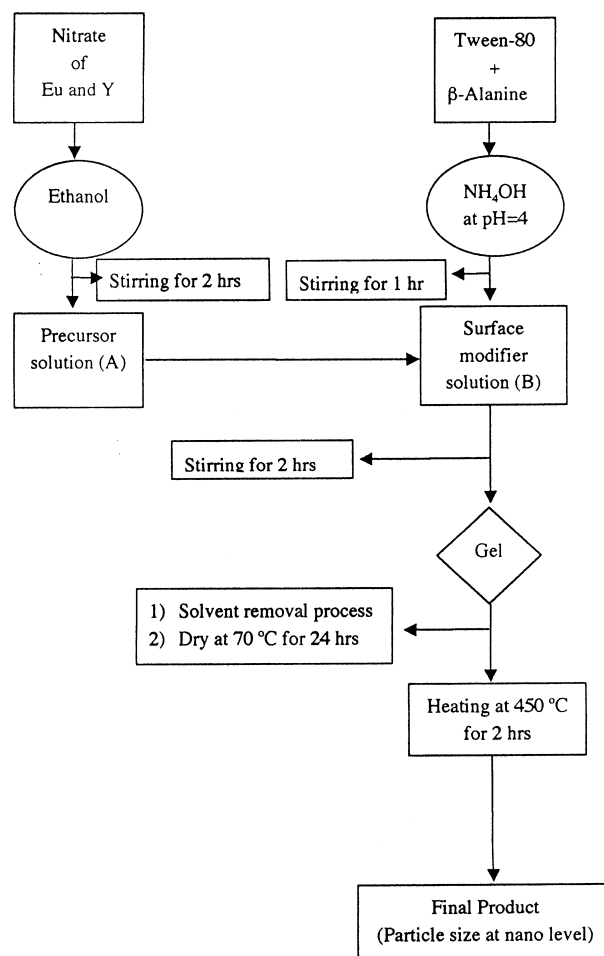 Nitrate
of
Eu and Y
Tween-80
+
β-Alanine
Ethanol
NH₄OH
at pH=4
Stirring for 2 hrs
Stirring for 1 hr
Precursor
solution (A)
Surface
modifier
solution (B)
Stirring for 2 hrs
Gel
1) Solvent removal process
2) Dry at 70 °C for 24 hrs
Heating at 450 °C
for 2 hrs
Final Product
(Particle size at nano level)